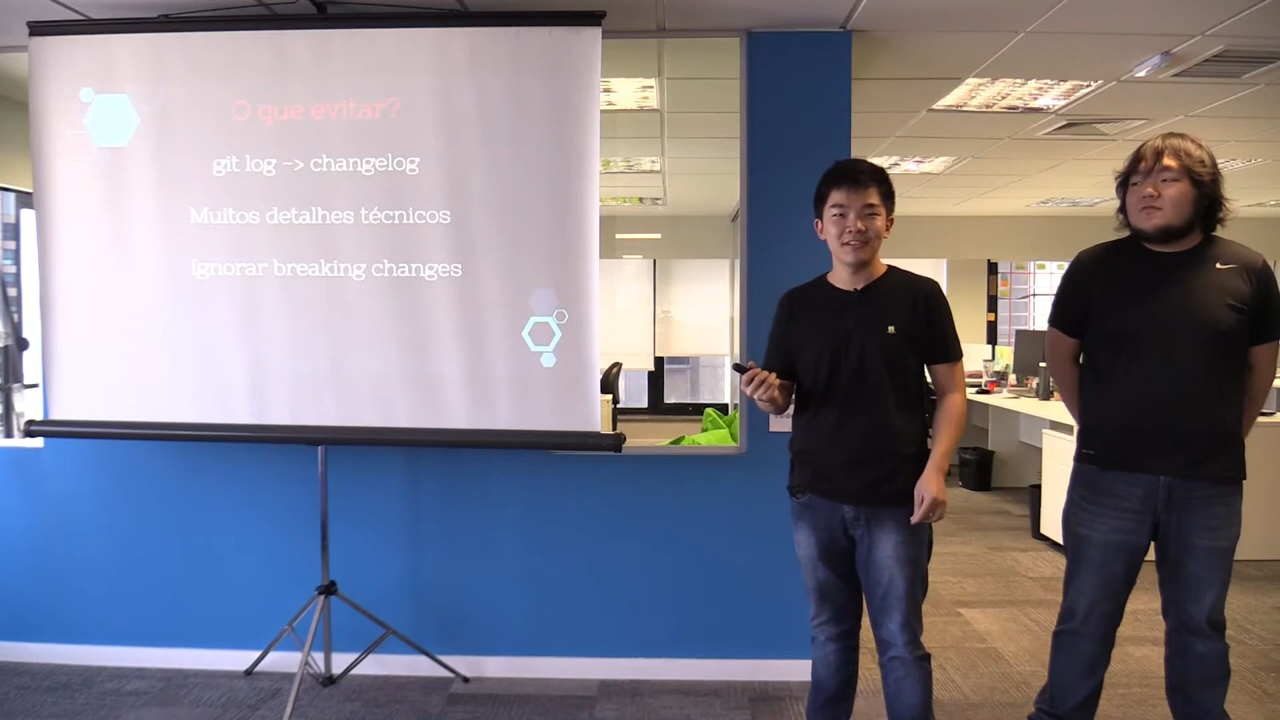 O que evitar?
git log -> changelog
Muitos detalhes técnicos
Ignorar breaking changes